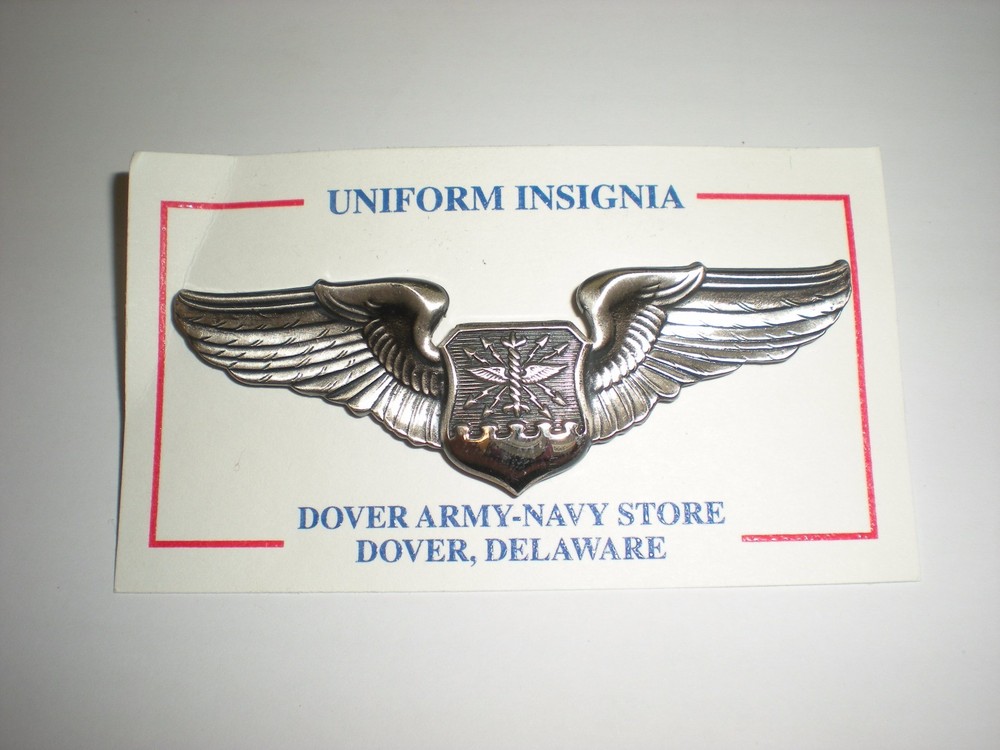 UNIFORM INSIGNIA
DOVER ARMY-NAVY STORE
DOVER, DELAWARE